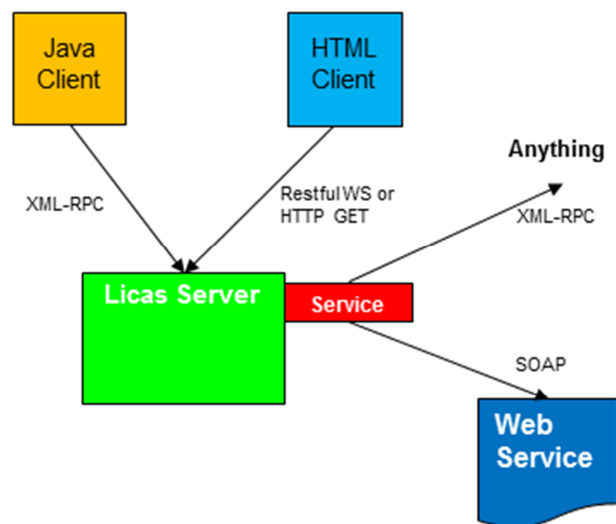 Java
Client
HTML
Client
Anything
XML-RPC
Restful WS or
HTTP GET
XML-RPC
Licas Server
Service
SOAP
Web
Service